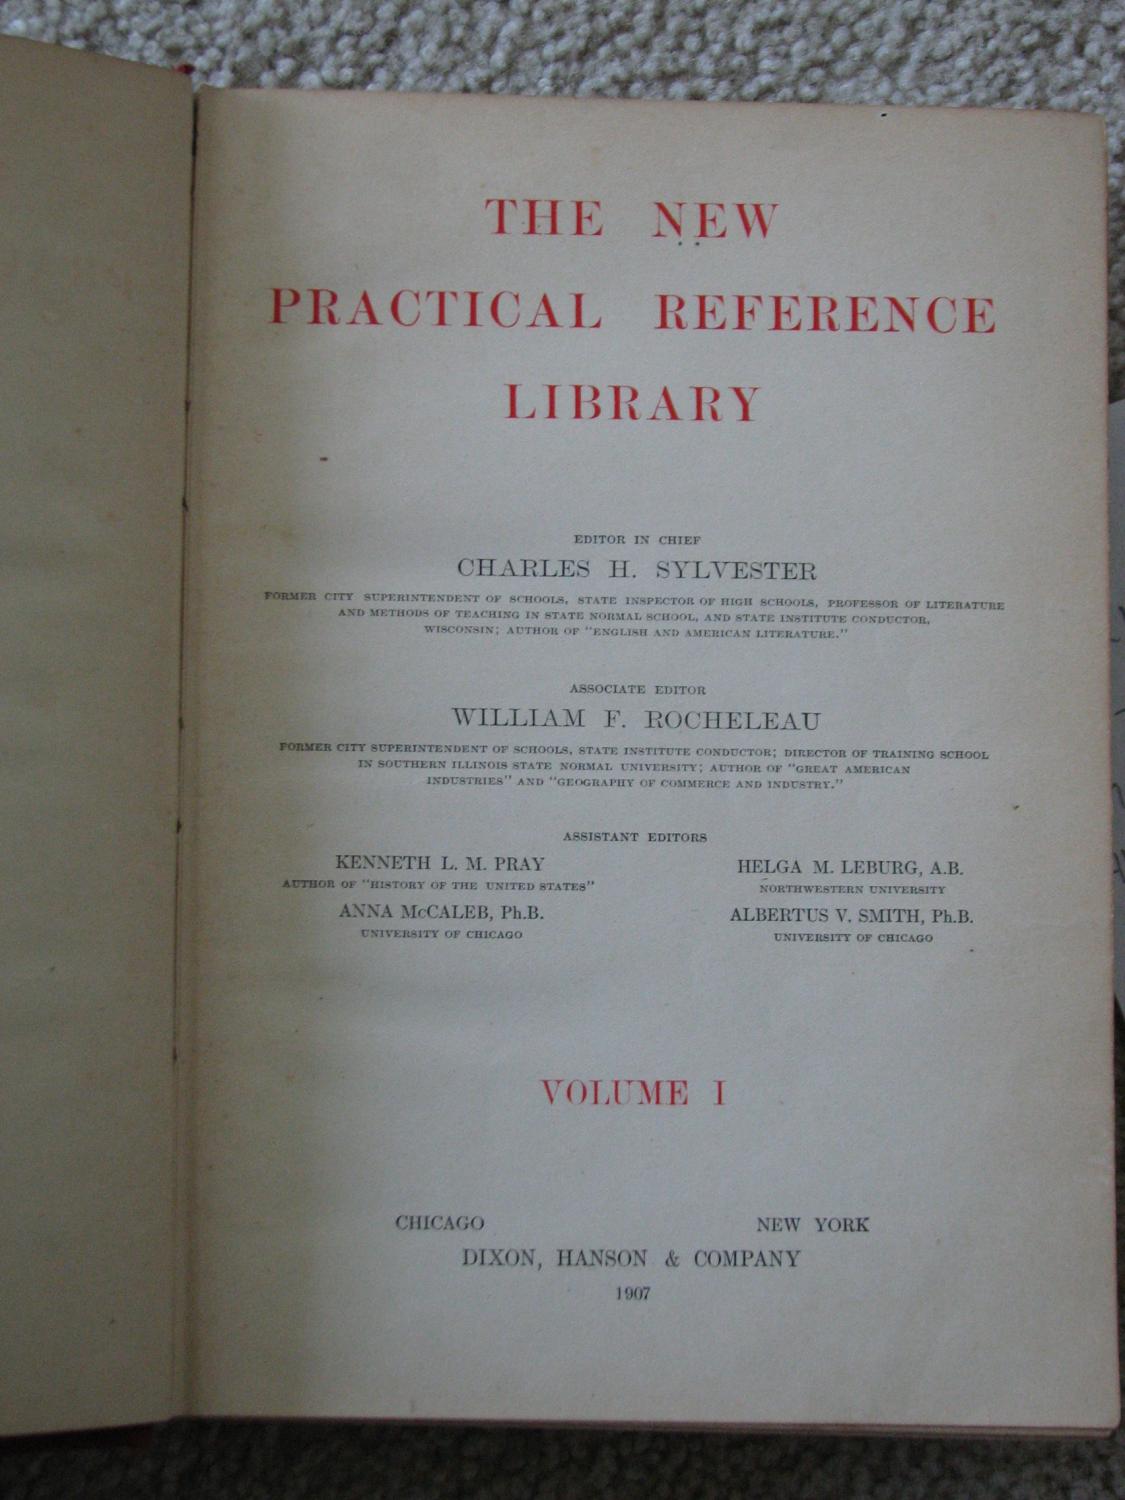 THE NEW
PRACTICAL REFERENCE
LIBRARY
EDITOR IN CHIEF
CHARLES H. SYLVESTER
FORMER CITY SUPERINTENDENT OF SCHOOLS, STATE INSPECTOR OF HIGH SCHOOLS, PROFESSOR OF LITERATURE
AND METHODS OF TEACHING IN STATE NORMAL SCHOOL, AND STATE INSTITUTE CONDUCTOR,
WISCONSIN; AUTHOR OF "ENGLISH AND AMERICAN LITERATURE."
ASSOCIATE EDITOR
WILLIAM F. ROCHELEAU
FORMER CITY SUPERINTENDENT OF SCHOOLS, STATE INSTITUTE CONDUCTOR; DIRECTOR OF TRAINING SCHOOL
IN SOUTHERN ILLINOIS STATE NORMAL UNIVERSITY; AUTHOR OF "GREAT AMERICAN
INDUSTRIES" AND "GEOGRAPHY OF COMMERCE AND INDUSTRY."
ASSISTANT EDITORS
KENNETH L. M. PRAY
AUTHOR OF "HISTORY OF THE UNITED STATES"
ANNA McCALEB, Ph.B.
UNIVERSITY OF CHICAGO
HELGA M. LEBURG, A.B.
NORTHWESTERN UNIVERSITY
ALBERTUS V. SMITH, Ph.B.
UNIVERSITY OF CHICAGO
VOLUME I
CHICAGO NEW YORK
DIXON, HANSON & COMPANY
1907